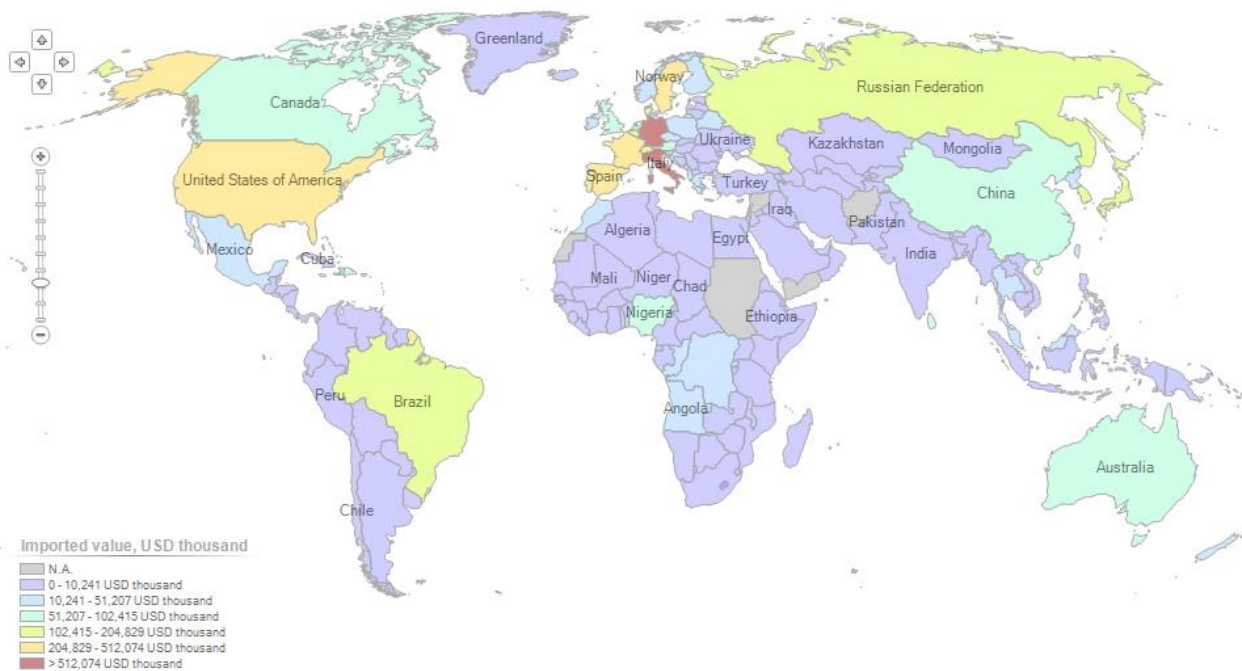 Greenland
Norway
Canada
Russian Federation
Ukraine
Kazakhstan
Mongolia
Italy
United States of America
Spain
Turkey
China
Iraq
Pakistan
Algeria
Egypt
Mexico
India
Cuba
Mali
Niger
Chad
Nigeria
Ethiopia
Peru
Brazil
Angola
Australia
Chile
Imported value, USD thousand
N.A.
0 - 10,241 USD thousand
10,241 - 51,207 USD thousand
51,207 - 102,415 USD thousand
102,415 - 204,829 USD thousand
204,829 - 512,074 USD thousand
> 512,074 USD thousand